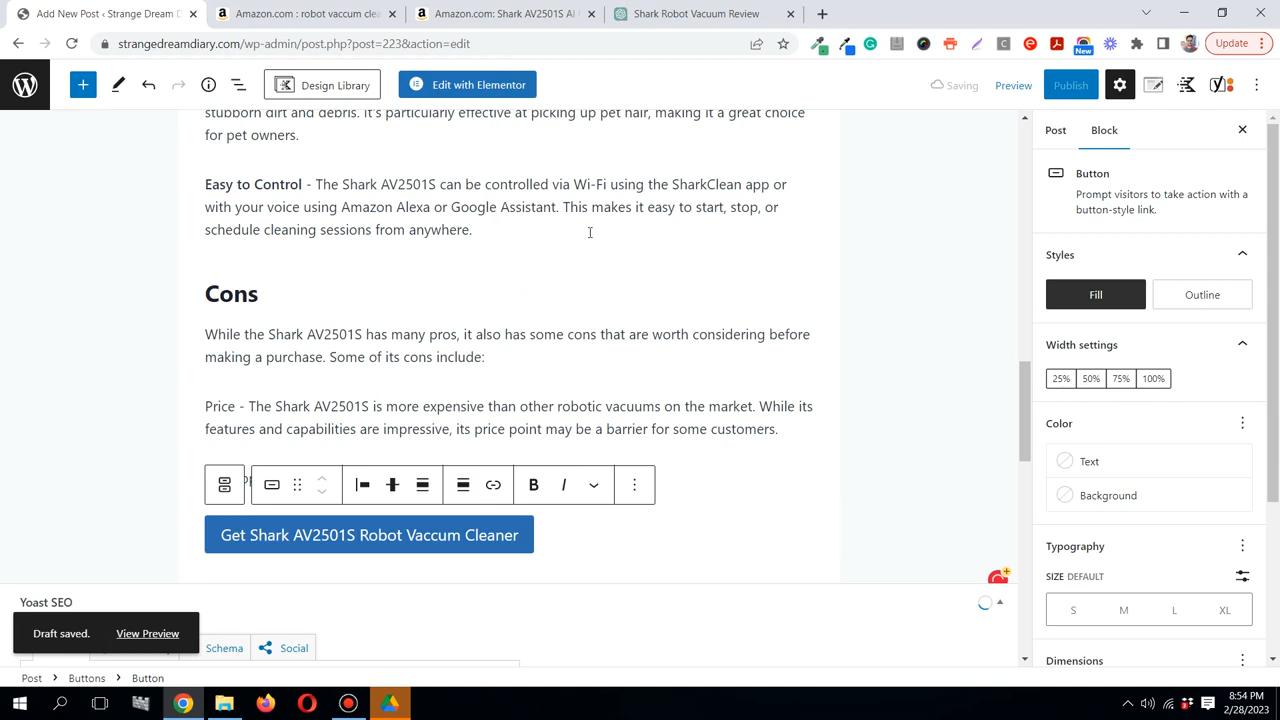 Add New Post ‹ Strange Dream D
Amazon.com : robot vaccum cle
Amazon.com: Shark AV2501S AI
Shark Robot Vacuum Review
strangedreamdiary.com/wp-admin/post.php?post=223&action=edit
New
Update
Design Library
Edit with Elementor
Saving
Preview
Publish
stubborn dirt and debris. It's particularly effective at picking up pet hair, making it a great choice
for pet owners.
Easy to Control - The Shark AV2501S can be controlled via Wi-Fi using the SharkClean app or
with your voice using Amazon Alexa or Google Assistant. This makes it easy to start, stop, or
schedule cleaning sessions from anywhere.
Cons
While the Shark AV2501S has many pros, it also has some cons that are worth considering before
making a purchase. Some of its cons include:
Price - The Shark AV2501S is more expensive than other robotic vacuums on the market. While its
features and capabilities are impressive, its price point may be a barrier for some customers.
B
I
Get Shark AV2501S Robot Vaccum Cleaner
Post
Block
Button
Prompt visitors to take action with a
button-style link.
Styles
Fill
Outline
Width settings
25%
50%
75%
100%
Color
Text
Background
Typography
SIZE DEFAULT
S
M
L
XL
Dimensions
Yoast SEO
Draft saved.
View Preview
Schema
Social
Post
Buttons
Button
8:54 PM
2/28/2023